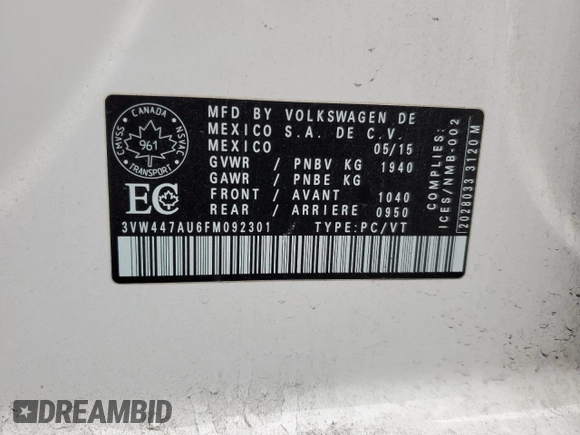 MFD BY VOLKSWAGEN DE
MEXICO S.A. DE C.V.
MEXICO 05/15
GVWR / PNBV KG 1940
GAWR / PNBE KG
FRONT / AVANT 1040
REAR / ARRIERE 0950
3VW447AU6FM092301 TYPE:PC/VT
CANADA
CMVSS
961
NSVAC
TRANSPORT
EC
COMPLIES:
ICES/NMB-002
2028033 3120 M
DREAMBID